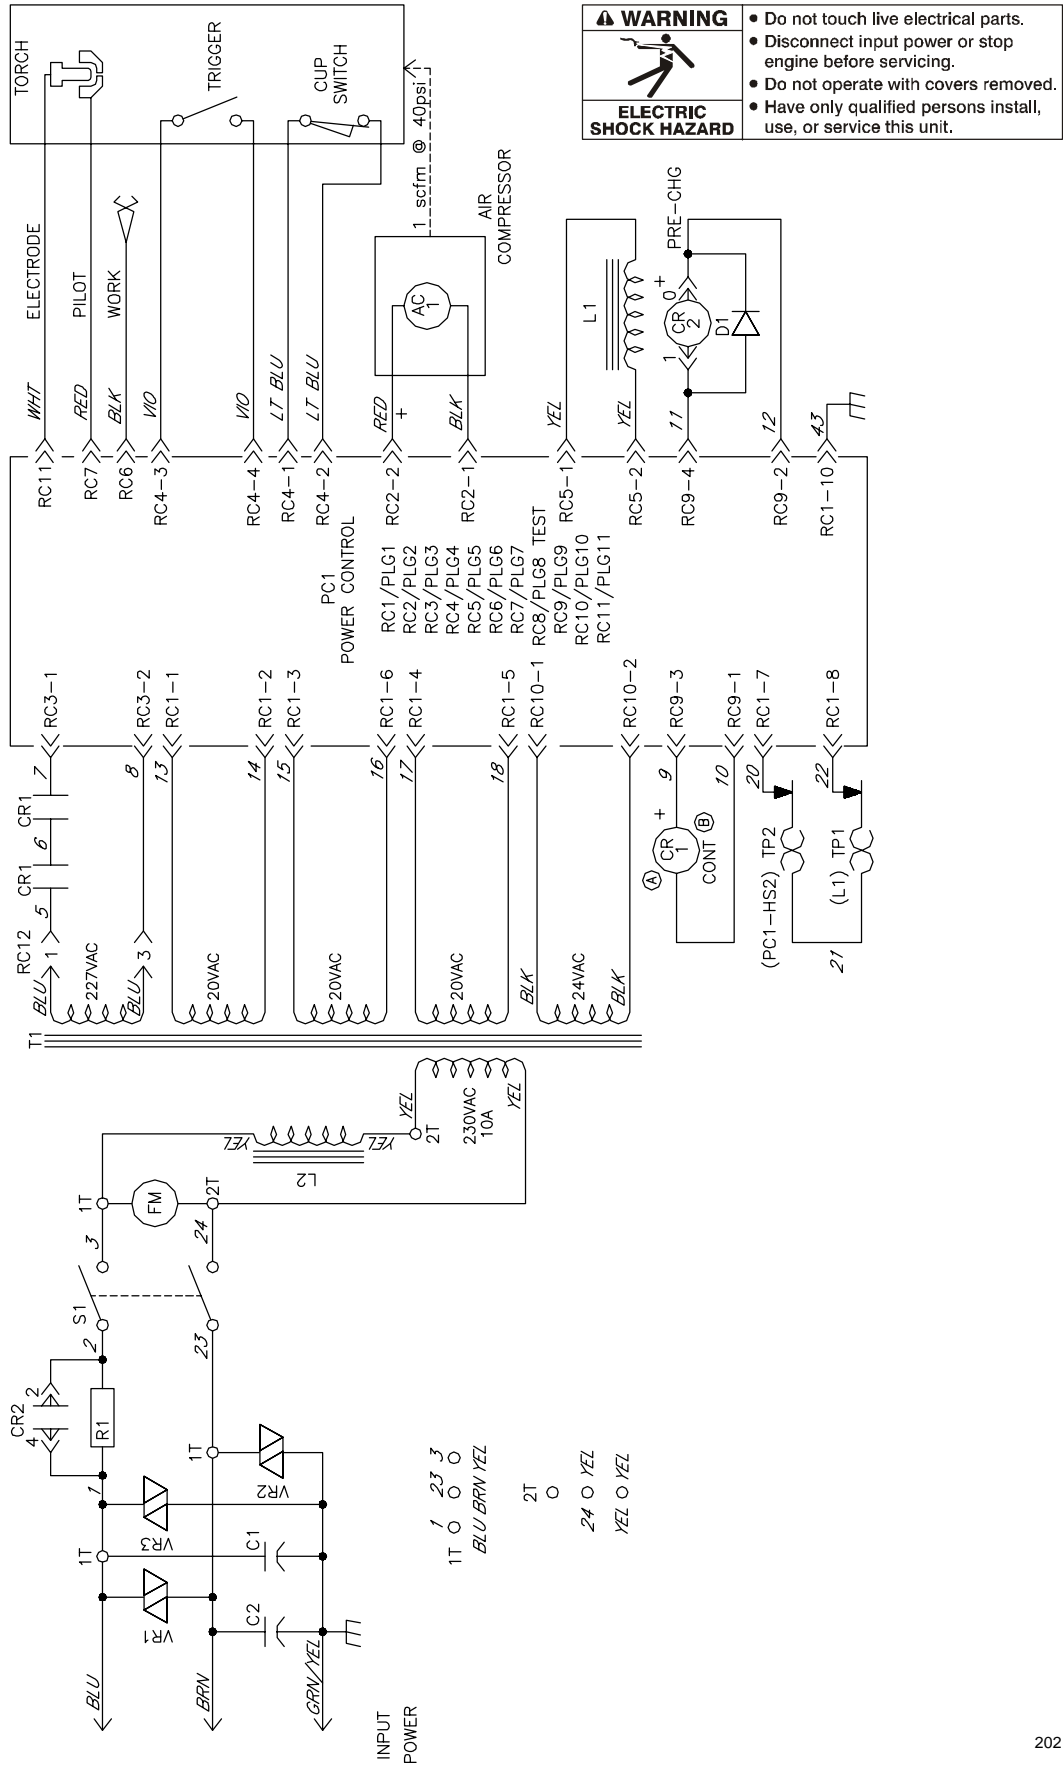 WARNING
ELECTRIC
SHOCK HAZARD
• Do not touch live electrical parts.
• Disconnect input power or stop
engine before servicing.
• Do not operate with covers removed.
• Have only qualified persons install,
use, or service this unit.
TORCH
TRIGGER
CUP
SWITCH
1 scfm @ 40psi
AIR
COMPRESSOR
AC
1
ELECTRODE
PILOT
WORK
WHT
RED
BLK
VIO
VIO
LT BLU
LT BLU
RED
+
BLK
YEL
YEL
L1
PRE-CHG
+
0
CR
2
1
D1
11
12
43
RC11
RC7
RC6
RC4-3
RC4-4
RC4-1
RC4-2
RC2-2
RC2-1
RC5-1
RC5-2
RC9-4
RC9-2
RC1-10
PC1
POWER CONTROL
RC1/PLG1
RC2/PLG2
RC3/PLG3
RC4/PLG4
RC5/PLG5
RC6/PLG6
RC7/PLG7
RC8/PLG8 TEST
RC9/PLG9
RC10/PLG10
RC11/PLG11
RC3-1
RC3-2
RC1-1
RC1-2
RC1-3
RC1-6
RC1-4
RC1-5
RC10-1
RC10-2
RC9-3
RC9-1
RC1-7
RC1-8
7
8
13
14
15
16
17
18
9
10
20
22
CR1
6
CR1
5
RC12
1
3
BLU
227VAC
BLU
20VAC
20VAC
20VAC
BLK
24VAC
BLK
+
CR
1
A
B
CONT
(PC1-HS2) TP2
(L1) TP1
21
T1
YEL
230VAC
10A
YEL
2T
YEL
YEL
L2
1T
FM
2T
3
24
S1
2
23
CR2
2
4
R1
1
1T
VR2
VR3
1T
C1
VR1
C2
BLU
BRN
GRN/YEL
INPUT
POWER
1T
1 23 3
BLU BRN YEL
2T
24 YEL
YEL YEL
202